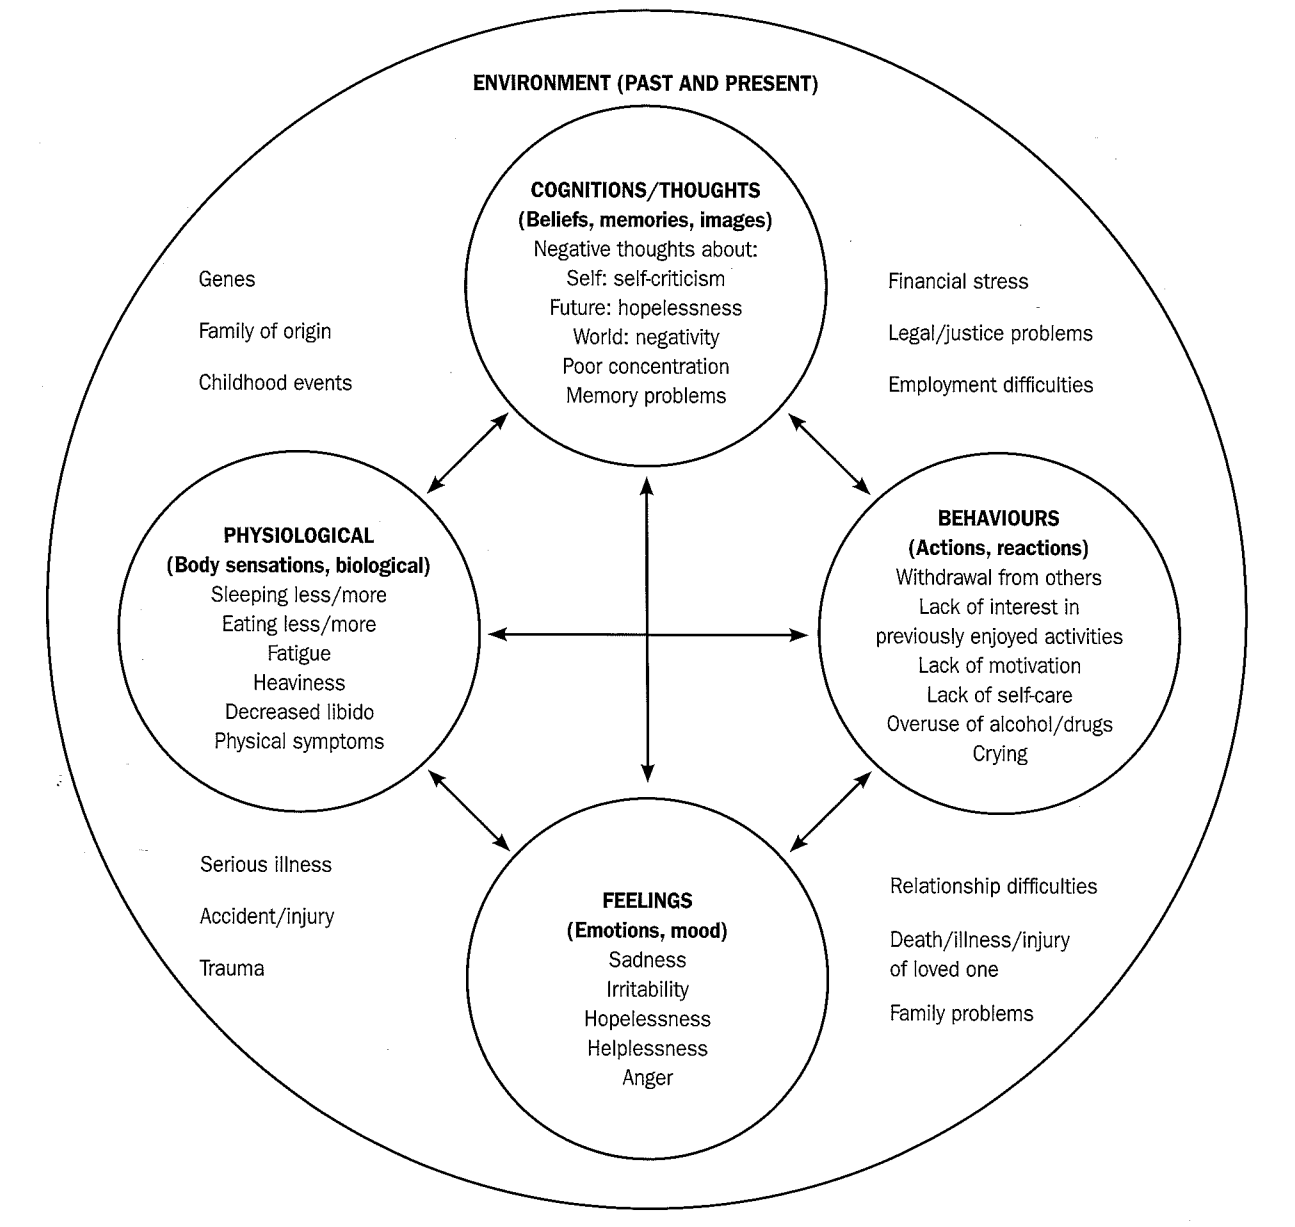 ENVIRONMENT (PAST AND PRESENT)
COGNITIONS/THOUGHTS
(Beliefs, memories, images)
Negative thoughts about:
Self: self-criticism
Future: hopelessness
World: negativity
Poor concentration
Memory problems
Genes
Family of origin
Childhood events
Financial stress
Legal/justice problems
Employment difficulties
PHYSIOLOGICAL
(Body sensations, biological)
Sleeping less/more
Eating less/more
Fatigue
Heaviness
Decreased libido
Physical symptoms
BEHAVIOURS
(Actions, reactions)
Withdrawal from others
Lack of interest in
previously enjoyed activities
Lack of motivation
Lack of self-care
Overuse of alcohol/drugs
Crying
Serious illness
Accident/injury
Trauma
FEELINGS
(Emotions, mood)
Sadness
Irritability
Hopelessness
Helplessness
Anger
Relationship difficulties
Death/illness/injury
of loved one
Family problems